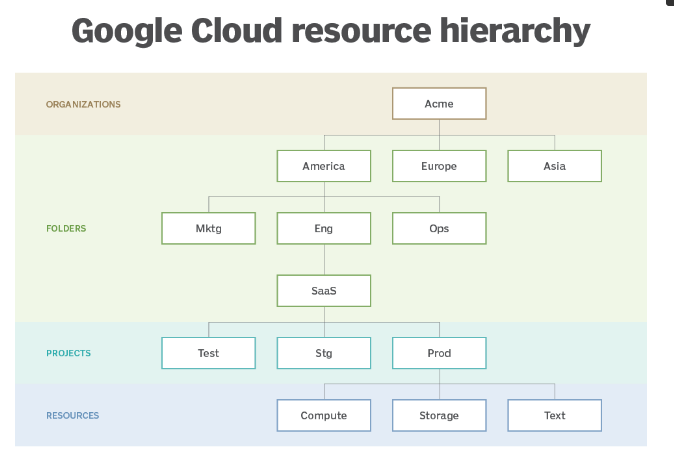 Google Cloud resource hierarchy
ORGANIZATIONS
Acme
America
Europe
Asia
FOLDERS
Mktg
Eng
Ops
SaaS
PROJECTS
Test
Stg
Prod
RESOURCES
Compute
Storage
Text